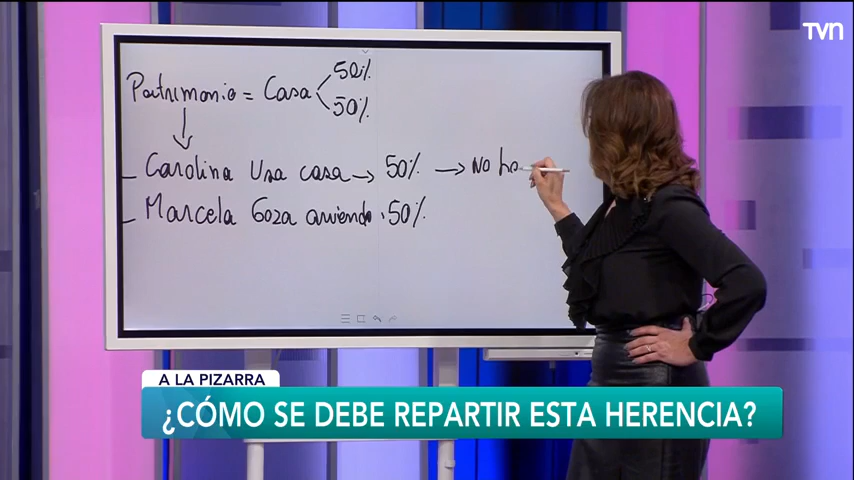 TVN
50%
Patrimonio = Casa
50%
- Carolina Usa casa → 50% → No ha
- Marcela Goza arriendo . 50%
A LA PIZARRA
¿CÓMO SE DEBE REPARTIR ESTA HERENCIA?